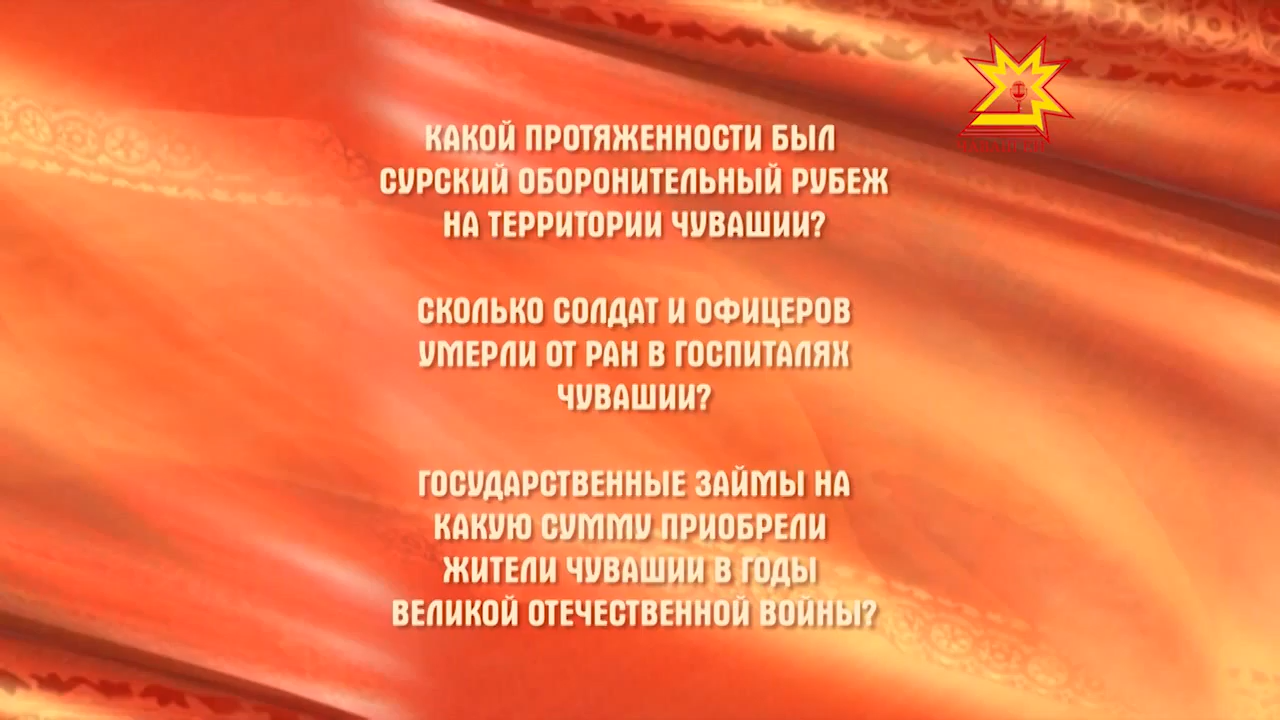 КАКОЙ ПРОТЯЖЕННОСТИ БЫЛ
СУРСКИЙ ОБОРОНИТЕЛЬНЫЙ РУБЕЖ
НА ТЕРРИТОРИИ ЧУВАШИИ?
СКОЛЬКО СОЛДАТ И ОФИЦЕРОВ
УМЕРЛИ ОТ РАН В ГОСПИТАЛЯХ
ЧУВАШИИ?
ГОСУДАРСТВЕННЫЕ ЗАЙМЫ НА
КАКУЮ СУММУ ПРИОБРЕЛИ
ЖИТЕЛИ ЧУВАШИИ В ГОДЫ
ВЕЛИКОЙ ОТЕЧЕСТВЕННОЙ ВОЙНЫ?